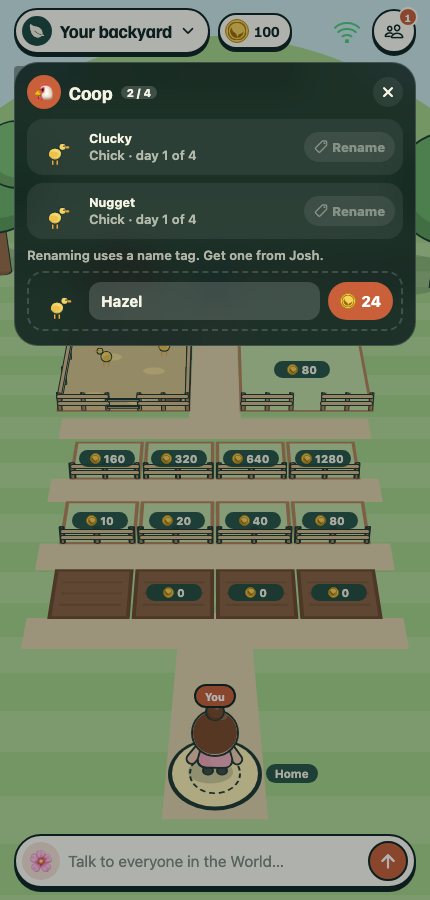 Your backyard
100
1
Coop
2 / 4
Clucky
Chick · day 1 of 4
Rename
Nugget
Chick · day 1 of 4
Rename
Renaming uses a name tag. Get one from Josh.
Hazel
24
80
160
320
640
1280
10
20
40
80
0
0
0
You
Home
Talk to everyone in the World...